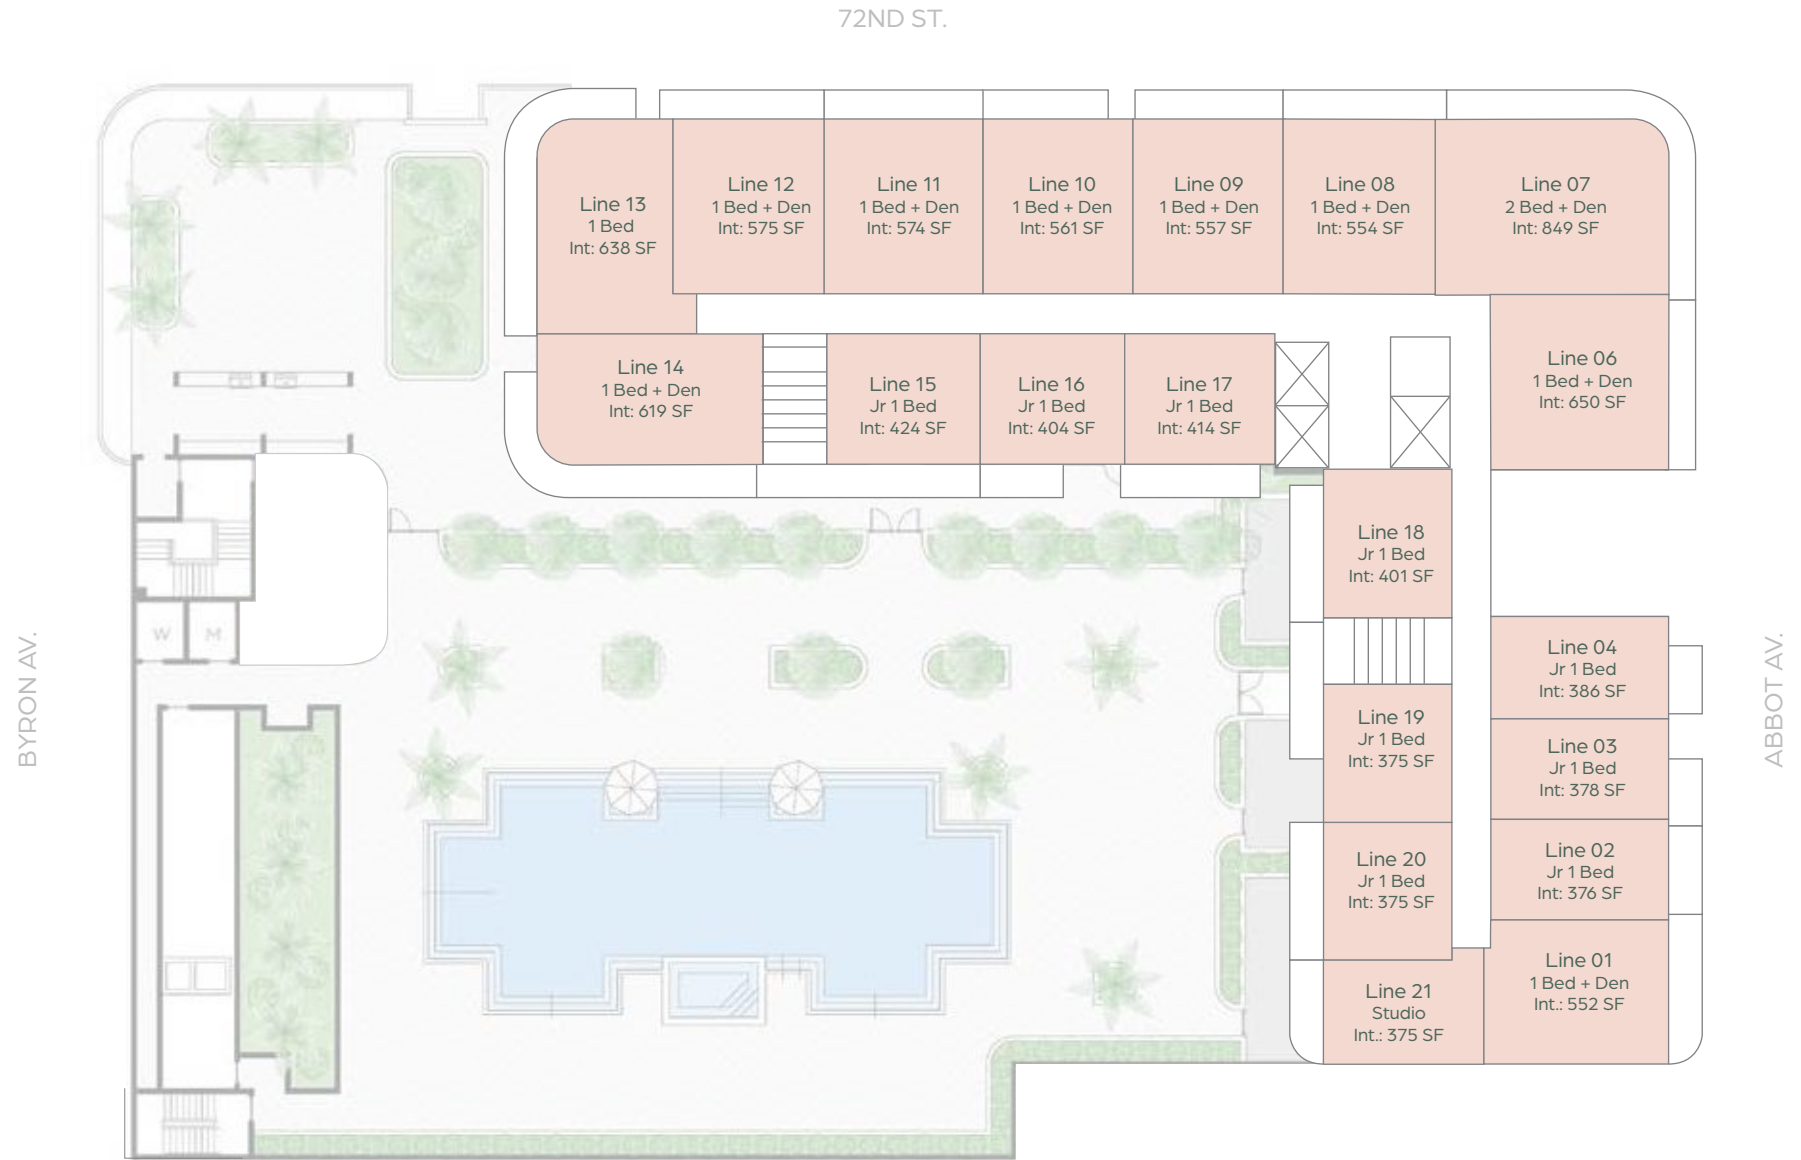 72ND ST.
Line 13
1 Bed
Int: 638 SF
Line 12
1 Bed + Den
Int: 575 SF
Line 11
1 Bed + Den
Int: 574 SF
Line 10
1 Bed + Den
Int: 561 SF
Line 09
1 Bed + Den
Int: 557 SF
Line 08
1 Bed + Den
Int: 554 SF
Line 07
2 Bed + Den
Int: 849 SF
Line 14
1 Bed + Den
Int: 619 SF
Line 15
Jr 1 Bed
Int: 424 SF
Line 16
Jr 1 Bed
Int: 404 SF
Line 17
Jr 1 Bed
Int: 414 SF
Line 06
1 Bed + Den
Int: 650 SF
Line 18
Jr 1 Bed
Int: 401 SF
W
M
BYRON AV.
Line 04
Jr 1 Bed
Int: 386 SF
ABBOT AV.
Line 19
Jr 1 Bed
Int: 375 SF
Line 03
Jr 1 Bed
Int: 378 SF
Line 20
Jr 1 Bed
Int: 375 SF
Line 02
Jr 1 Bed
Int: 376 SF
Line 21
Studio
Int.: 375 SF
Line 01
1 Bed + Den
Int.: 552 SF